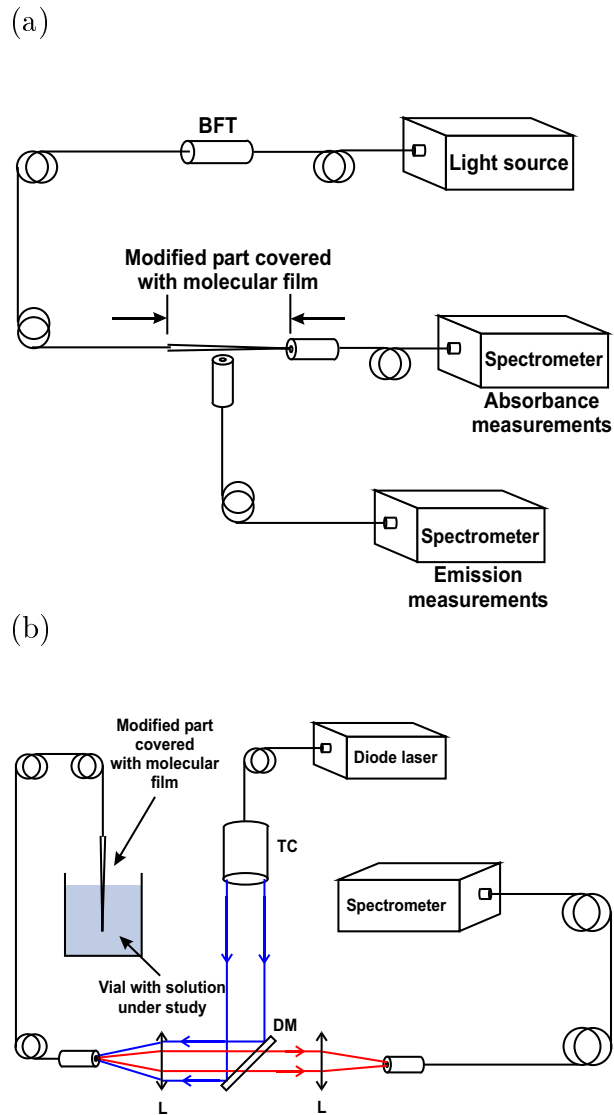 (a)
BFT
Light source
Modified part covered
with molecular film
Spectrometer
Absorbance
measurements
Spectrometer
Emission
measurements
(b)
Modified part
covered
with molecular
film
Diode laser
TC
Spectrometer
Vial with solution
under study
DM
L
L